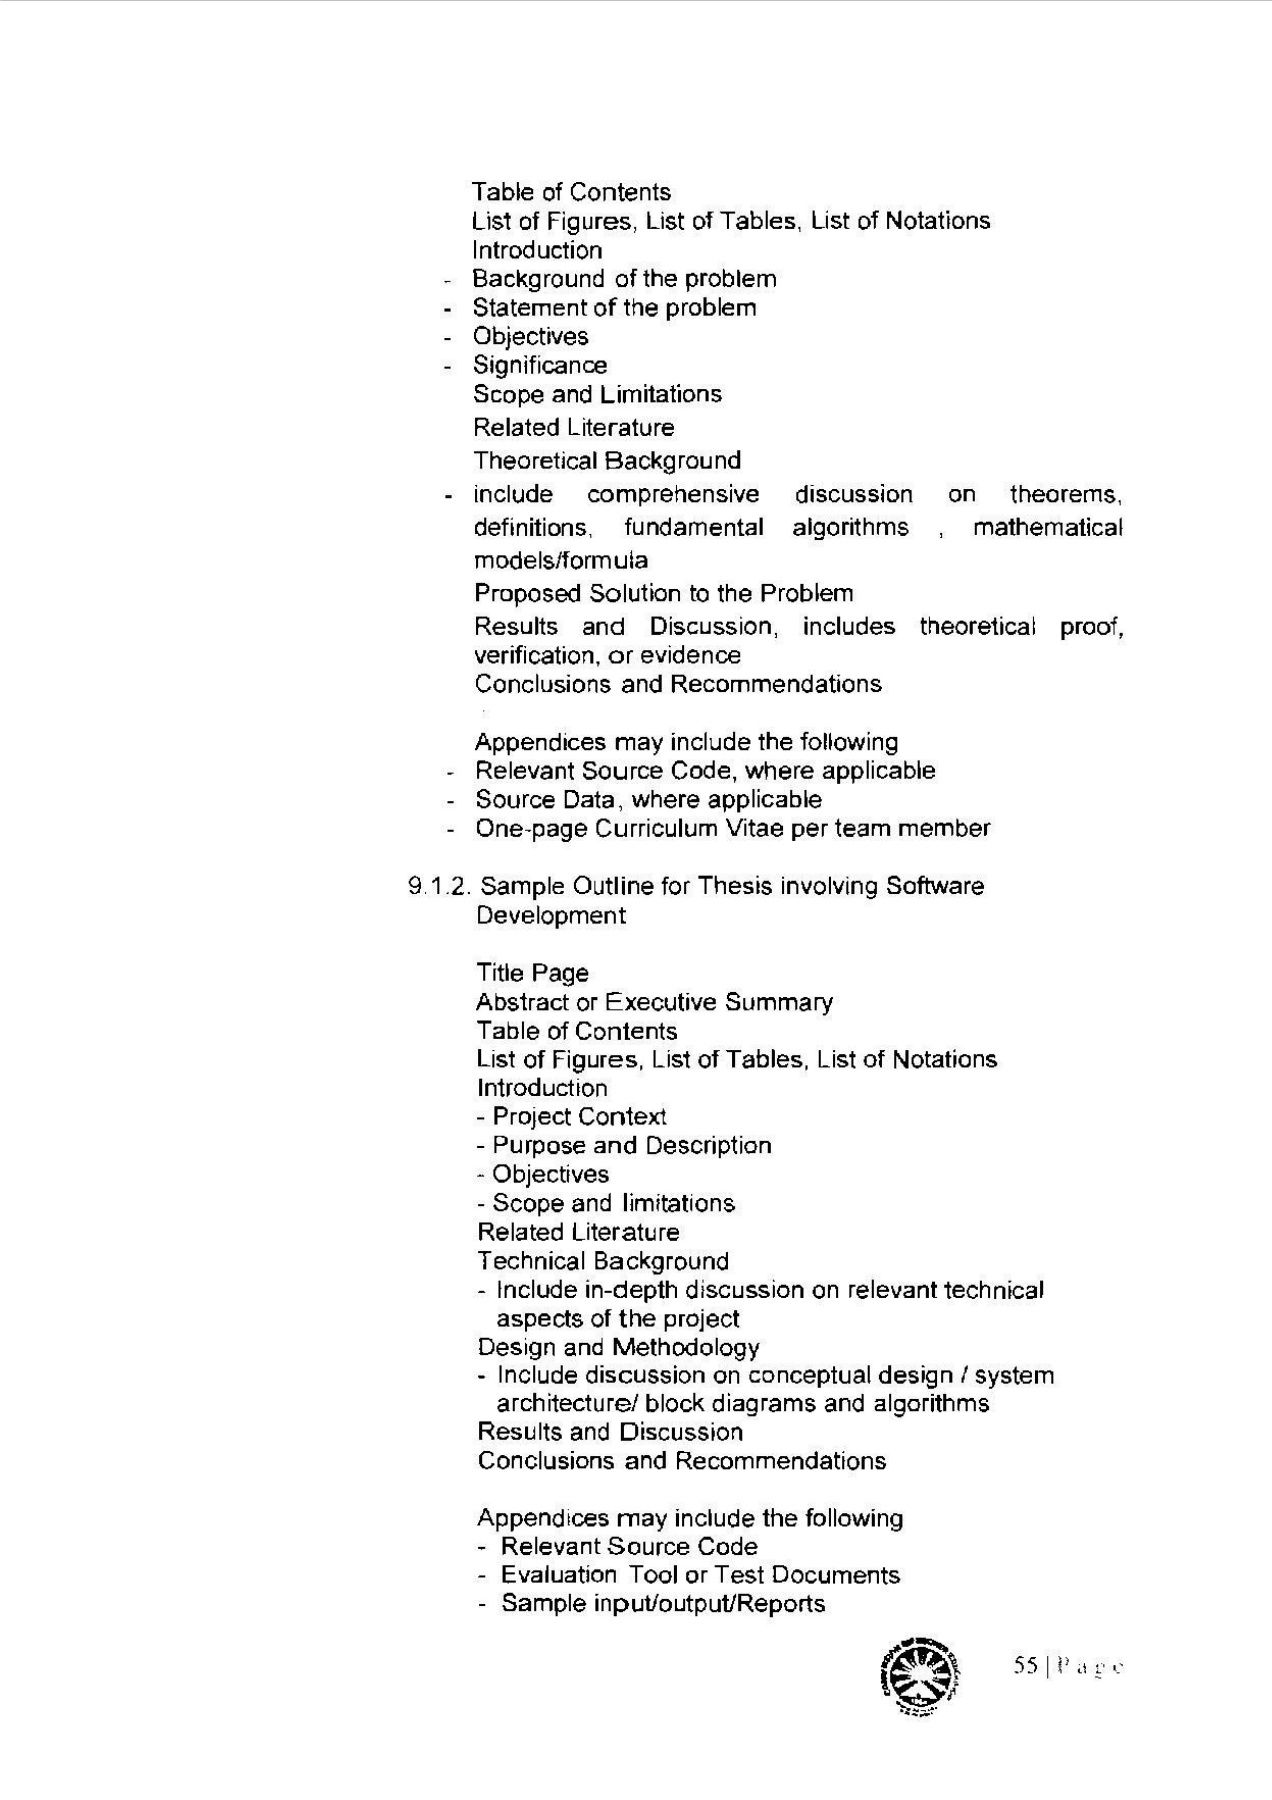 Table of Contents
List of Figures, List of Tables, List of Notations
Introduction
- Background of the problem
- Statement of the problem
- Objectives
- Significance
Scope and Limitations
Related Literature
Theoretical Background
- include comprehensive discussion on theorems,
definitions, fundamental algorithms , mathematical
models/formula
Proposed Solution to the Problem
Results and Discussion, includes theoretical proof,
verification, or evidence
Conclusions and Recommendations
Appendices may include the following
- Relevant Source Code, where applicable
- Source Data, where applicable
- One-page Curriculum Vitae per team member
9.1.2. Sample Outline for Thesis involving Software
Development
Title Page
Abstract or Executive Summary
Table of Contents
List of Figures, List of Tables, List of Notations
Introduction
- Project Context
- Purpose and Description
- Objectives
- Scope and limitations
Related Literature
Technical Background
- Include in-depth discussion on relevant technical
aspects of the project
Design and Methodology
- Include discussion on conceptual design / system
architecture/ block diagrams and algorithms
Results and Discussion
Conclusions and Recommendations
Appendices may include the following
- Relevant Source Code
- Evaluation Tool or Test Documents
- Sample input/output/Reports
55 | Page